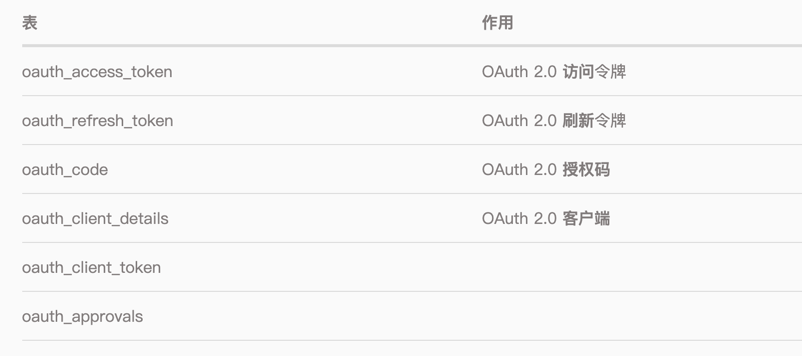 表 作用
oauth_access_token OAuth 2.0 访问令牌
oauth_refresh_token OAuth 2.0 刷新令牌
oauth_code OAuth 2.0 授权码
oauth_client_details OAuth 2.0 客户端
oauth_client_token
oauth_approvals